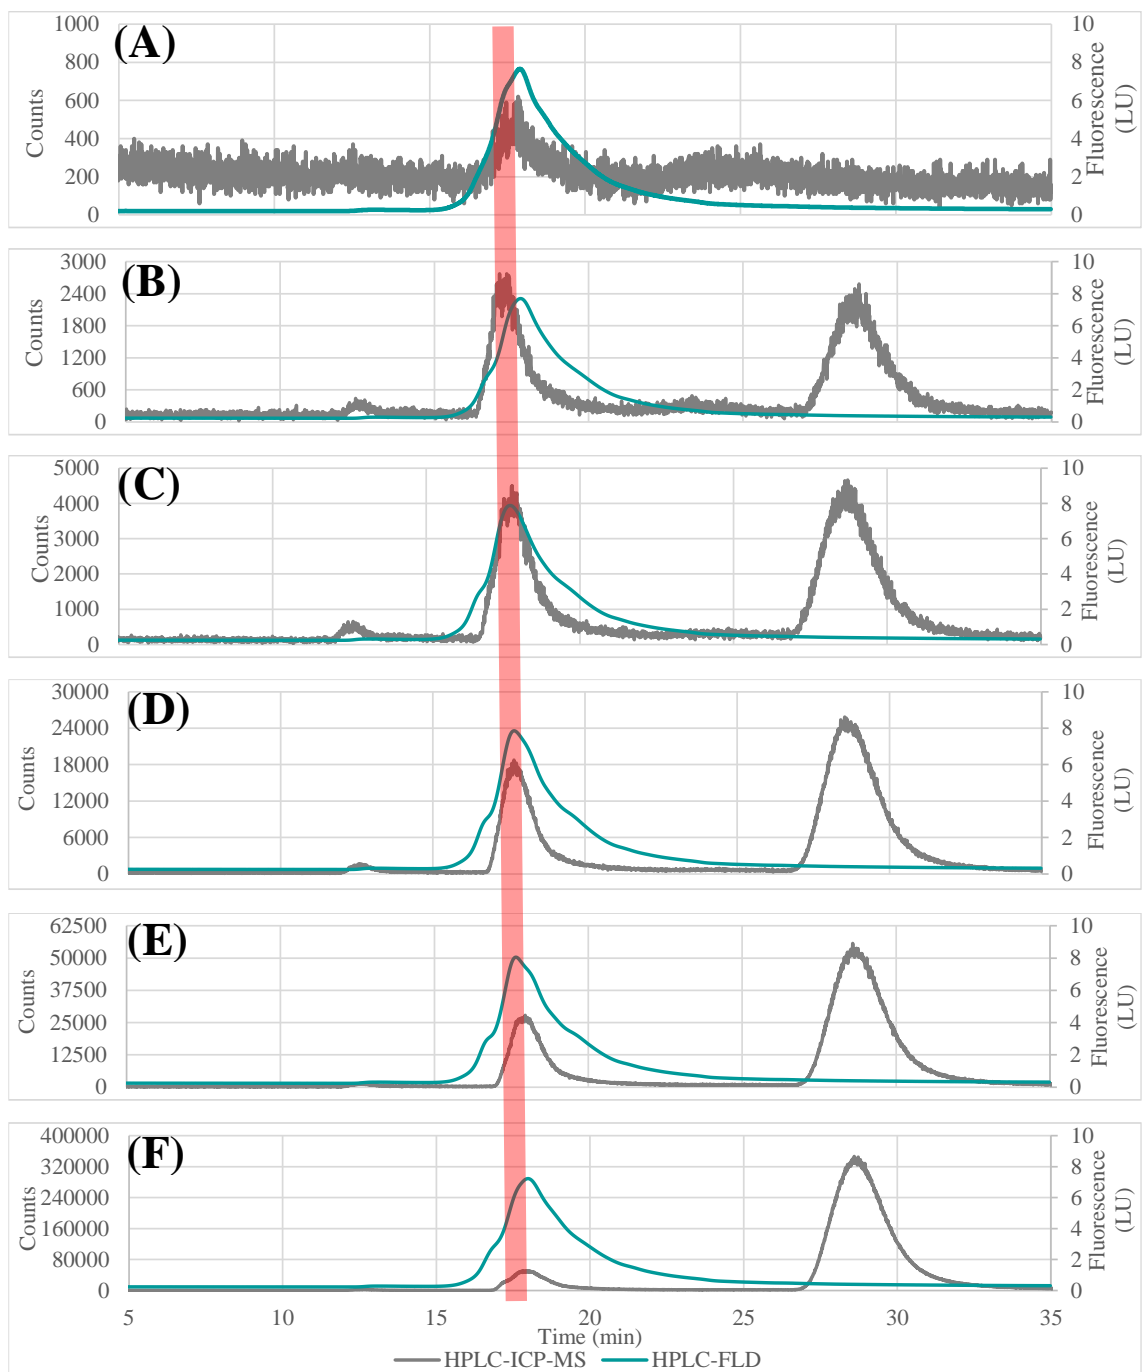 (A)
1000
800
600
400
200
0
Counts
10
8
6
4
2
0
Fluorescence
(LU)
(B)
3000
2400
1800
1200
600
0
Counts
10
8
6
4
2
0
Fluorescence
(LU)
(C)
5000
4000
3000
2000
1000
0
Counts
10
8
6
4
2
0
Fluorescence
(LU)
(D)
30000
24000
18000
12000
6000
0
Counts
10
8
6
4
2
0
Fluorescence
(LU)
(E)
62500
50000
37500
25000
12500
0
Counts
10
8
6
4
2
0
Fluorescence
(LU)
(F)
400000
320000
240000
160000
80000
0
Counts
10
8
6
4
2
0
Fluorescence
(LU)
5 10 15 20 25 30 35
Time (min)
HPLC-ICP-MS HPLC-FLD